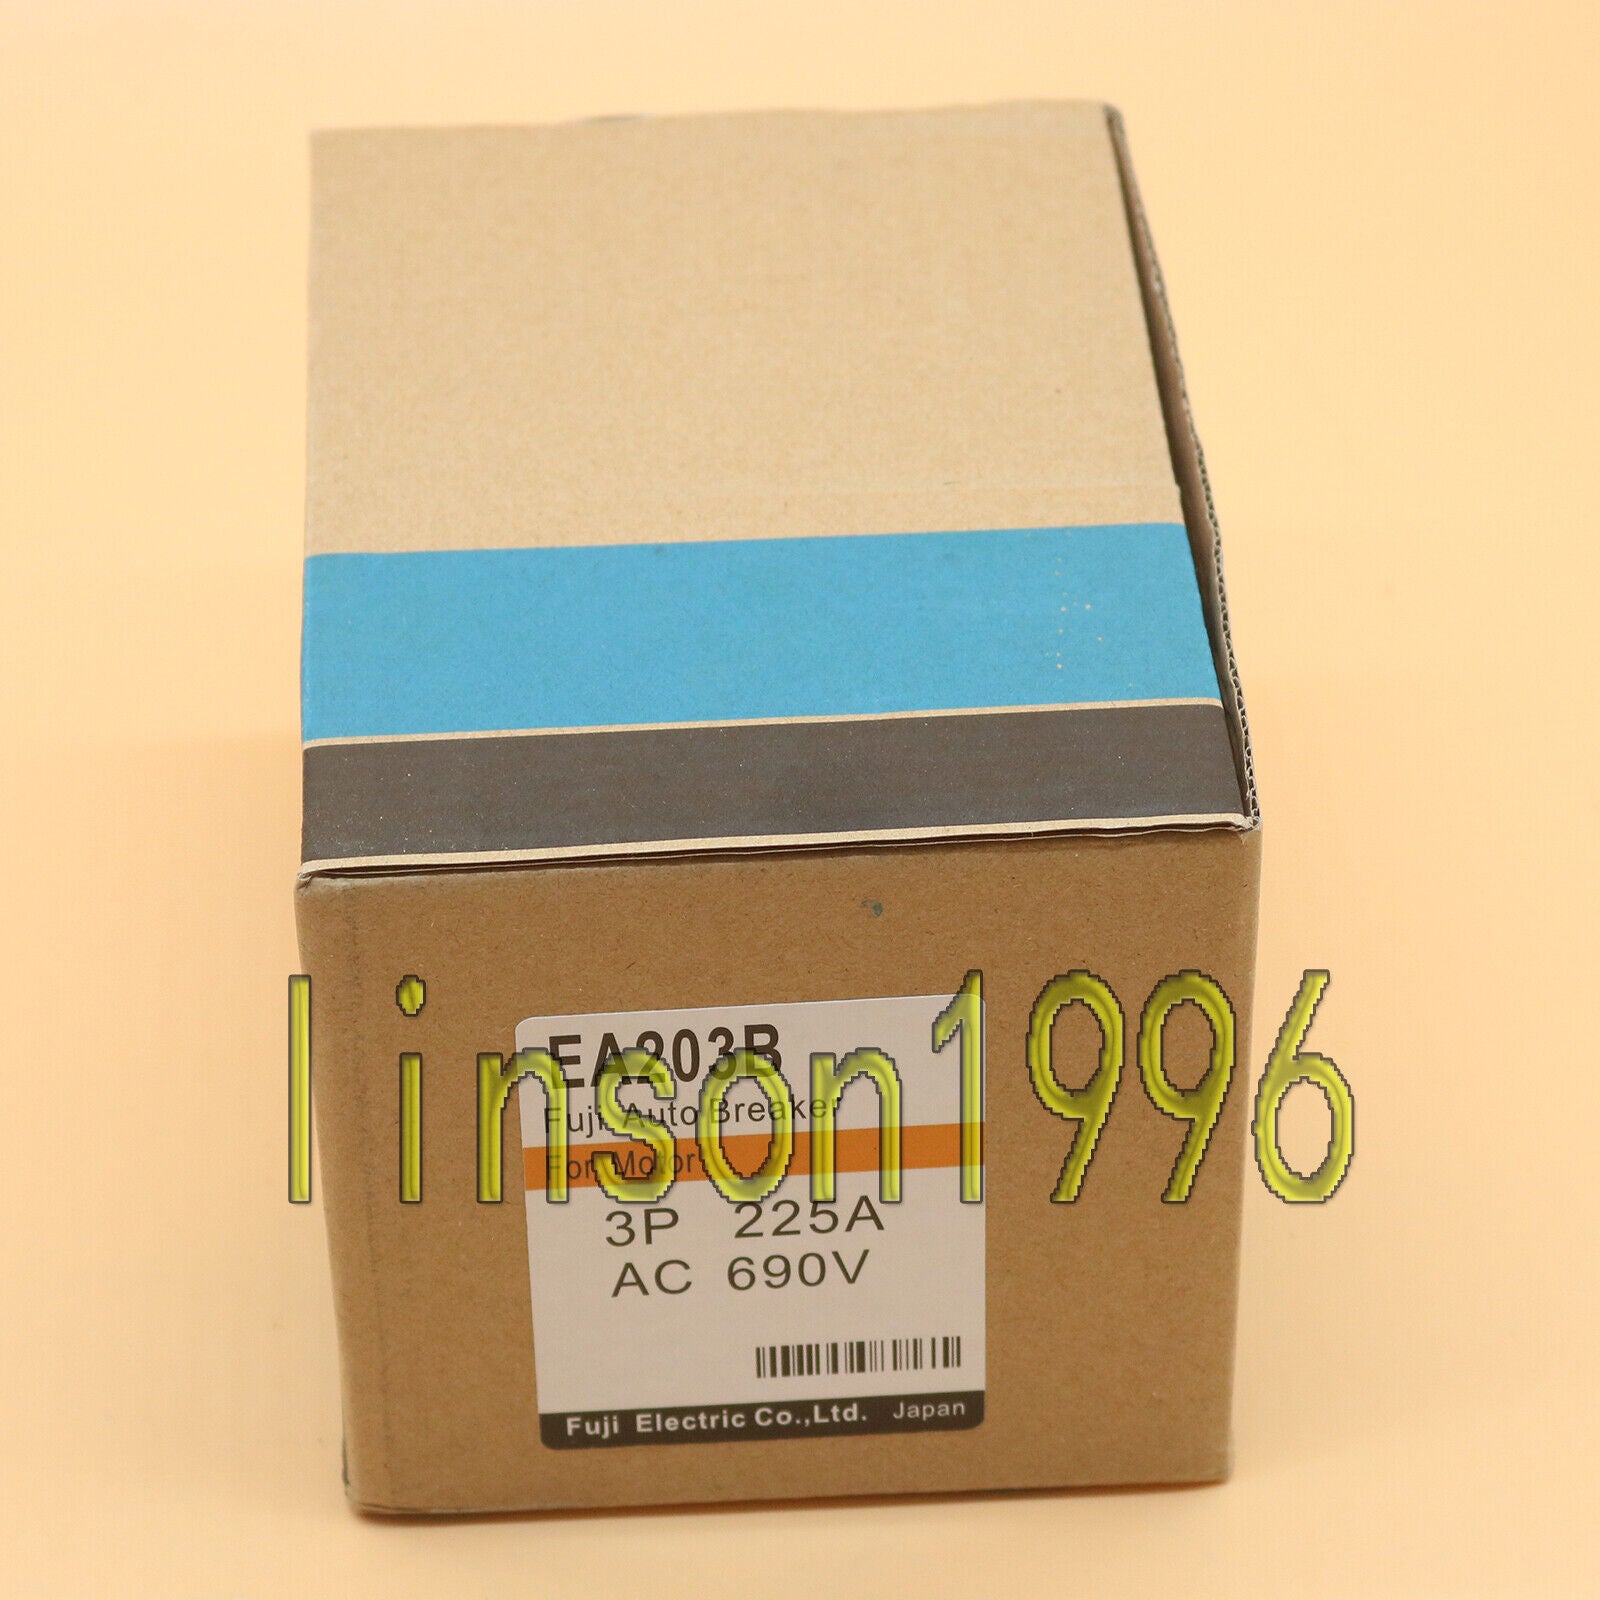 EA203B
Fuji Auto Breaker
For Motor
linson1996
3P 225A
AC 690V
Fuji Electric Co.,Ltd. Japan